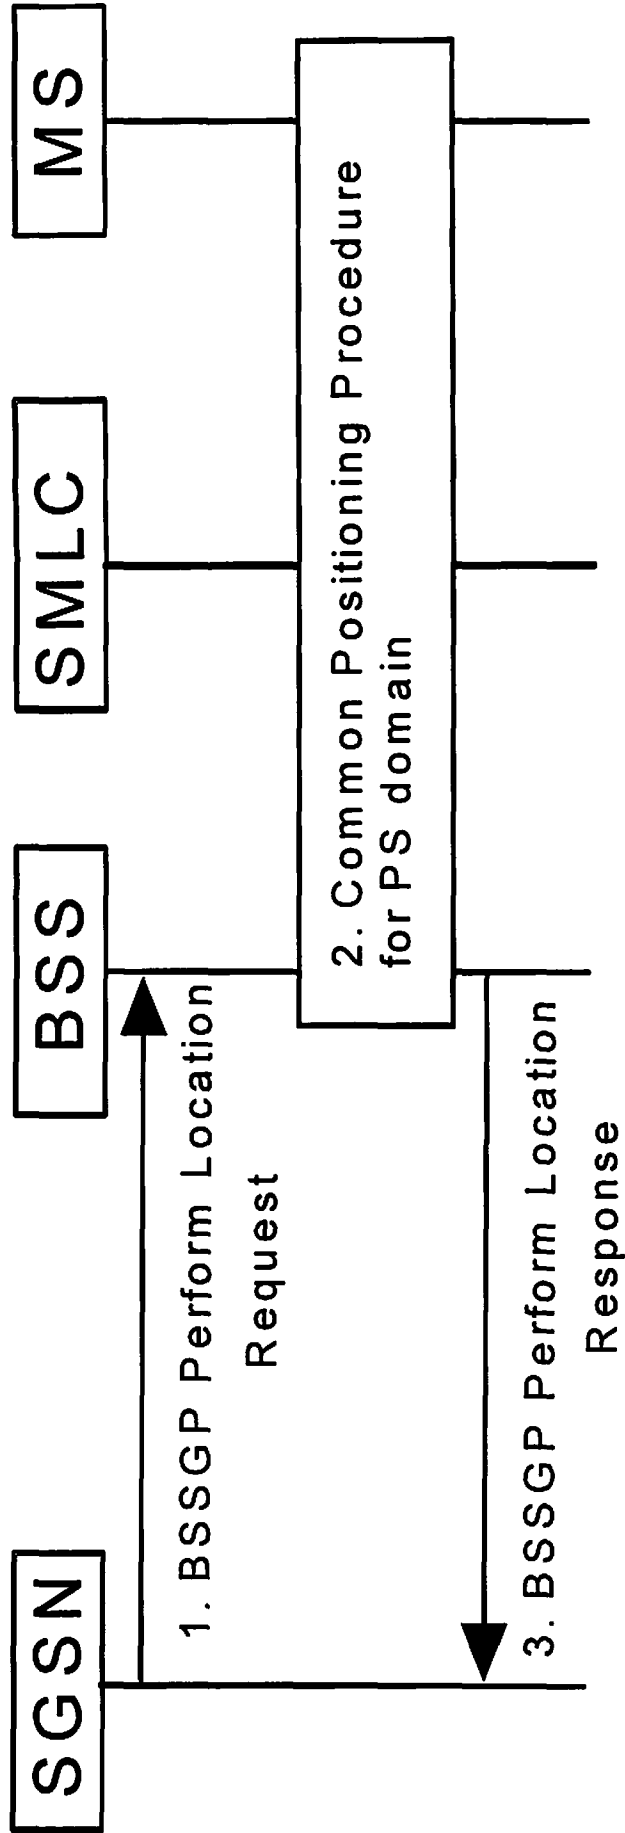 SGSN
BSS
SMLC
MS
1. BSSGP Perform Location
Request
2. Common Positioning Procedure
for PS domain
3. BSSGP Perform Location
Response